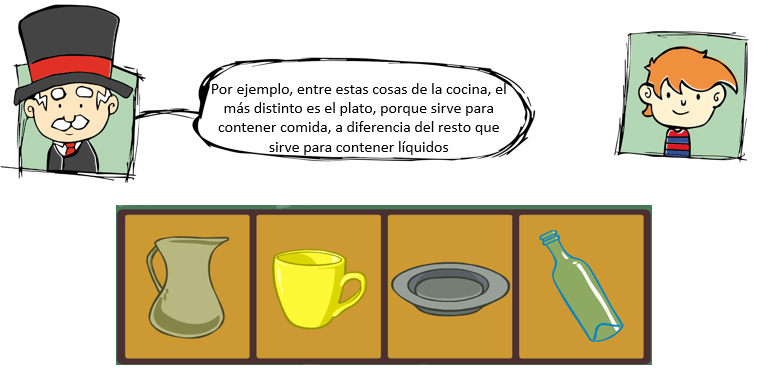 Por ejemplo, entre estas cosas de la cocina, el
más distinto es el plato, porque sirve para
contener comida, a diferencia del resto que
sirve para contener líquidos